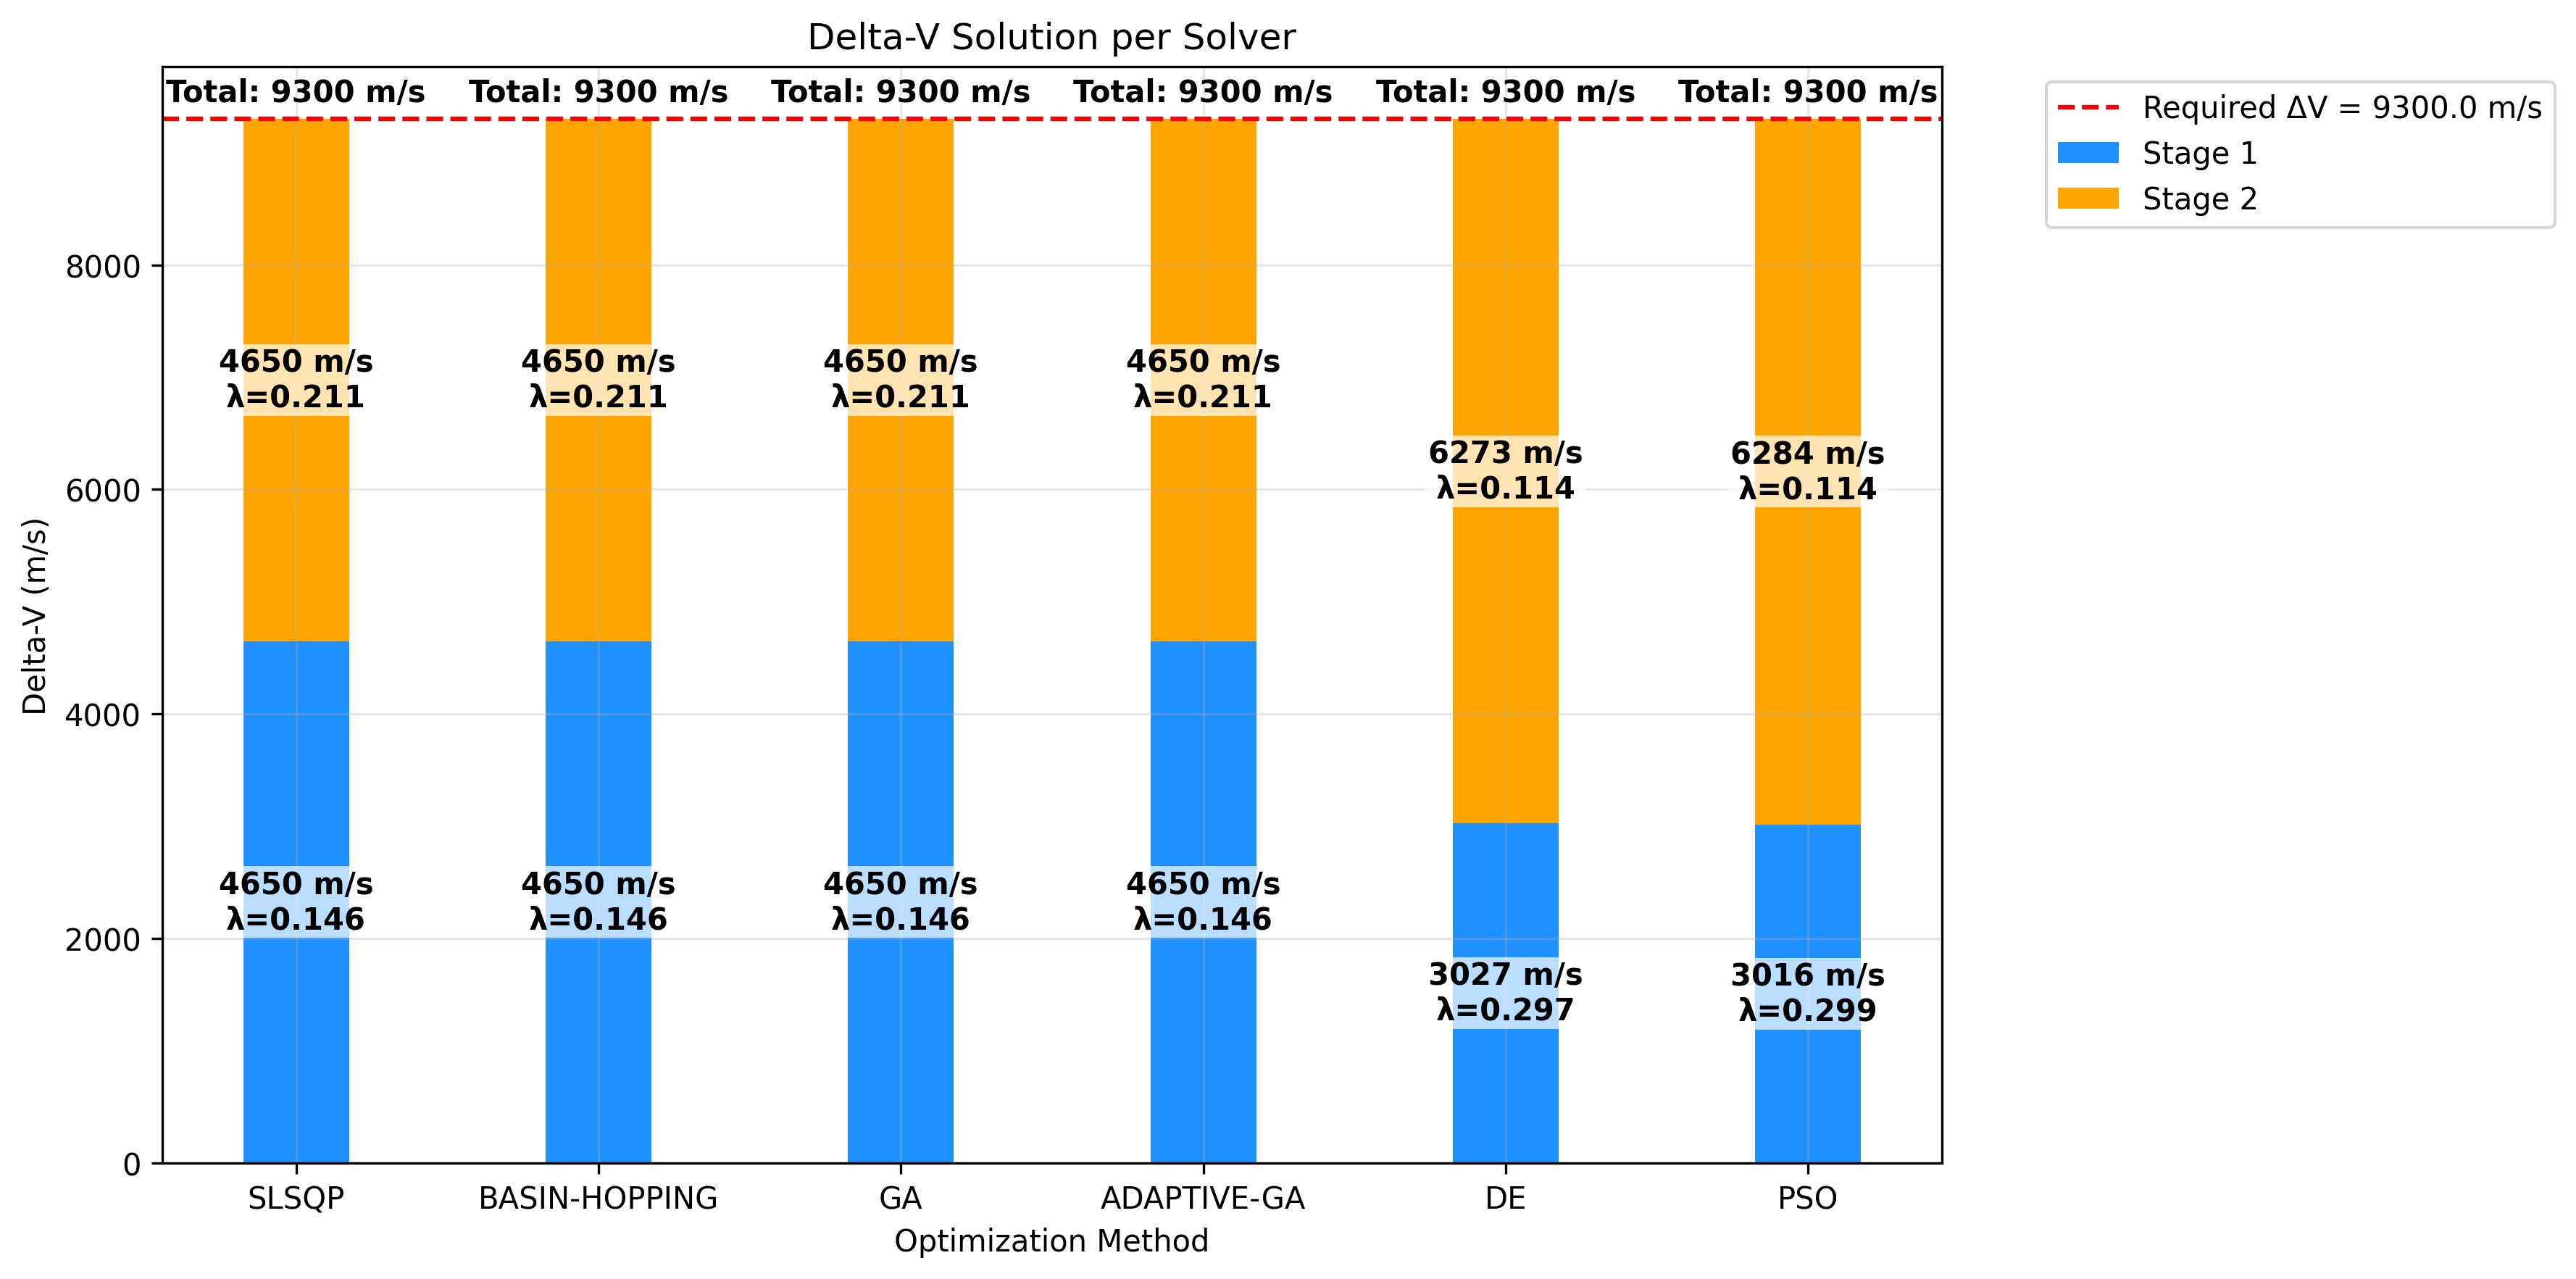 Delta-V Solution per Solver
Total: 9300 m/s Total: 9300 m/s Total: 9300 m/s Total: 9300 m/s Total: 9300 m/s Total: 9300 m/s
Required ΔV = 9300.0 m/s
Stage 1
Stage 2
Delta-V (m/s)
8000
6000
4000
2000
0
4650 m/s
λ=0.211
4650 m/s
λ=0.211
4650 m/s
λ=0.211
4650 m/s
λ=0.211
6273 m/s
λ=0.114
6284 m/s
λ=0.114
4650 m/s
λ=0.146
4650 m/s
λ=0.146
4650 m/s
λ=0.146
4650 m/s
λ=0.146
3027 m/s
λ=0.297
3016 m/s
λ=0.299
SLSQP BASIN-HOPPING GA ADAPTIVE-GA DE PSO
Optimization Method